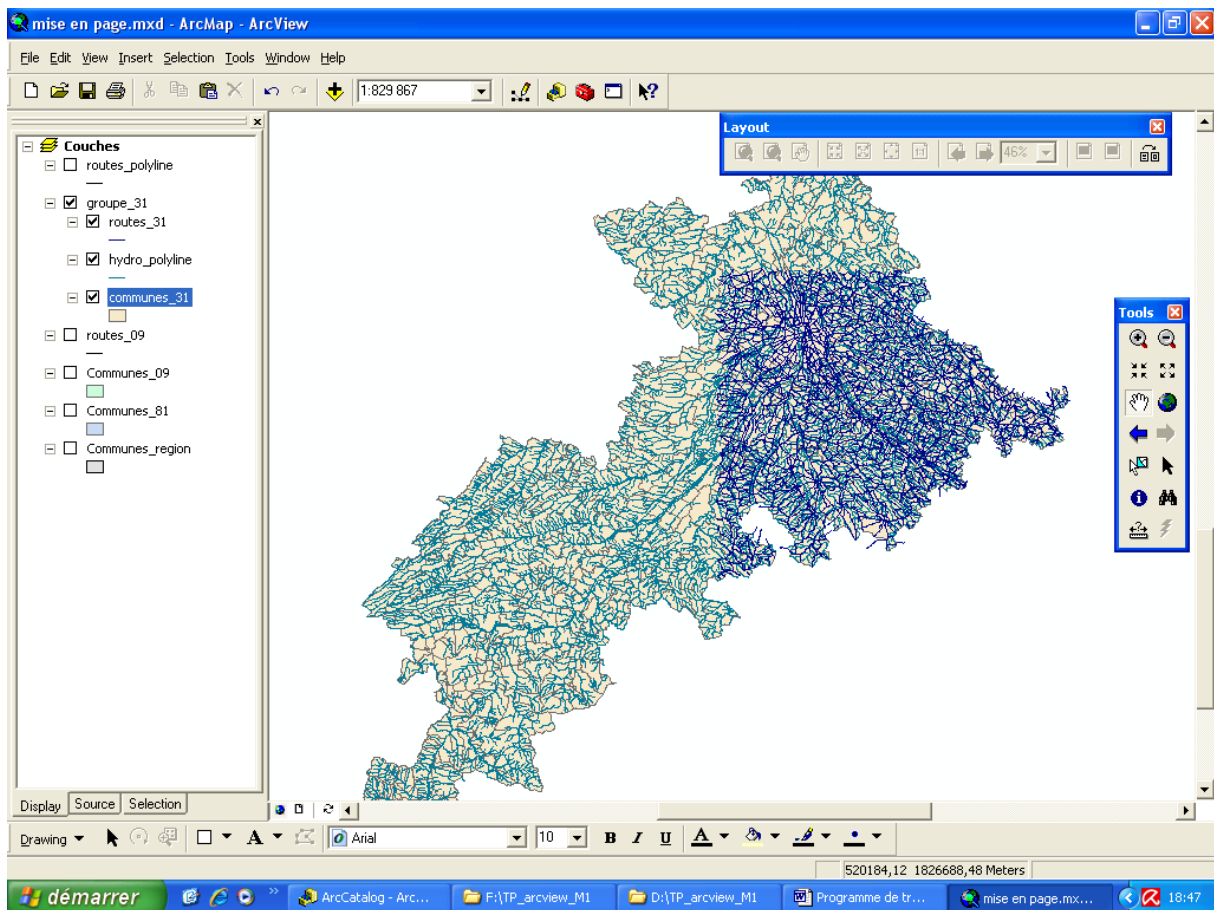 mise en page.mxd - ArcMap - ArcView
File Edit View Insert Selection Tools Window Help
1:829 867
Couches
routes_polyline
groupe_31
routes_31
hydro_polyline
communes_31
routes_09
Communes_09
Communes_81
Communes_region
Layout
1:1
46%
Tools
Display Source Selection
Drawing A Arial 10 B I U A
520184,12 1826688,48 Meters
démarrer ArcCatalog - Arc... F:\TP_arcview_M1 D:\TP_arcview_M1 Programme de tr... mise en page.mx... 18:47